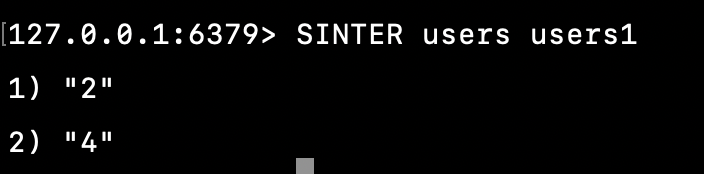 [127.0.0.1:6379> SINTER users users1
1) "2"
2) "4"